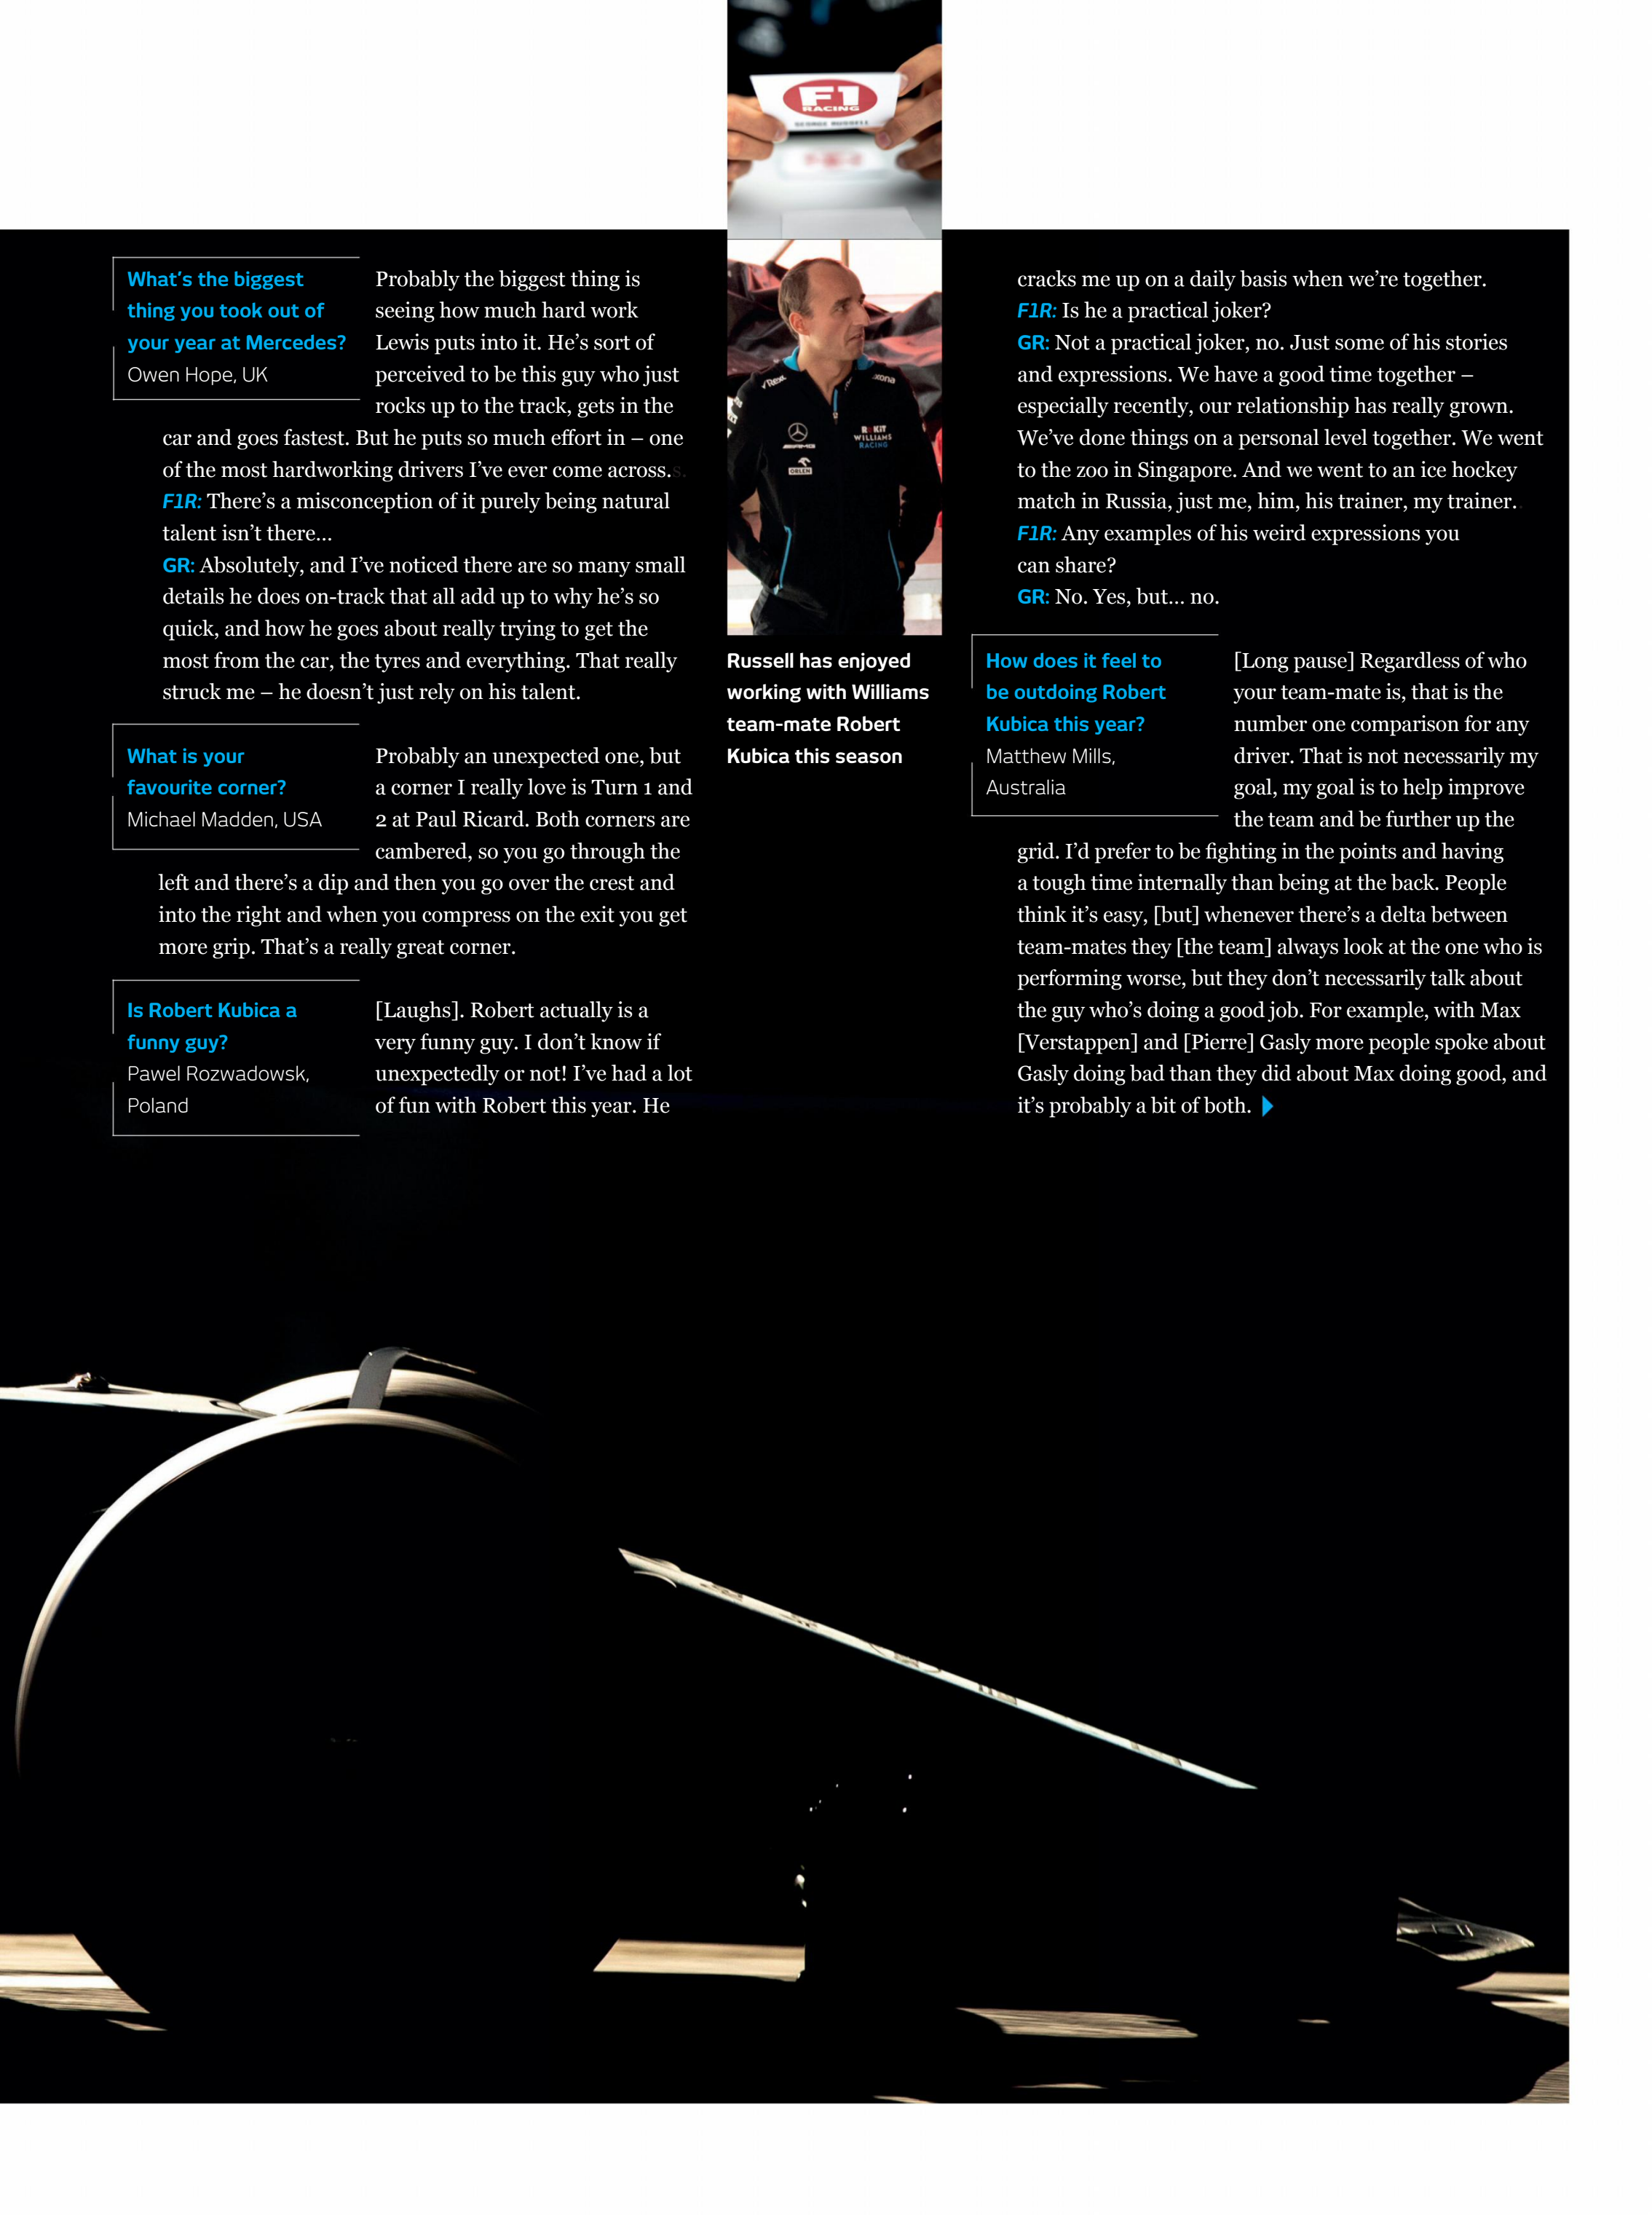 F1
RACING
GEORGE RUSSELL
What's the biggest
thing you took out of
your year at Mercedes?
Owen Hope, UK
Probably the biggest thing is
seeing how much hard work
Lewis puts into it. He's sort of
perceived to be this guy who just
rocks up to the track, gets in the
car and goes fastest. But he puts so much effort in – one
of the most hardworking drivers I've ever come across.
F1R: There's a misconception of it purely being natural
talent isn't there...
GR: Absolutely, and I've noticed there are so many small
details he does on-track that all add up to why he's so
quick, and how he goes about really trying to get the
most from the car, the tyres and everything. That really
struck me – he doesn't just rely on his talent.
What is your
favourite corner?
Michael Madden, USA
Probably an unexpected one, but
a corner I really love is Turn 1 and
2 at Paul Ricard. Both corners are
cambered, so you go through the
left and there's a dip and then you go over the crest and
into the right and when you compress on the exit you get
more grip. That's a really great corner.
Is Robert Kubica a
funny guy?
Pawel Rozwadowsk,
Poland
[Laughs]. Robert actually is a
very funny guy. I don't know if
unexpectedly or not! I've had a lot
of fun with Robert this year. He
ROKiT
WILLIAMS
RACING
AMG
ORLEN
Russell has enjoyed
working with Williams
team-mate Robert
Kubica this season
cracks me up on a daily basis when we're together.
F1R: Is he a practical joker?
GR: Not a practical joker, no. Just some of his stories
and expressions. We have a good time together –
especially recently, our relationship has really grown.
We've done things on a personal level together. We went
to the zoo in Singapore. And we went to an ice hockey
match in Russia, just me, him, his trainer, my trainer.
F1R: Any examples of his weird expressions you
can share?
GR: No. Yes, but... no.
How does it feel to
be outdoing Robert
Kubica this year?
Matthew Mills,
Australia
[Long pause] Regardless of who
your team-mate is, that is the
number one comparison for any
driver. That is not necessarily my
goal, my goal is to help improve
the team and be further up the
grid. I'd prefer to be fighting in the points and having
a tough time internally than being at the back. People
think it's easy, [but] whenever there's a delta between
team-mates they [the team] always look at the one who is
performing worse, but they don't necessarily talk about
the guy who's doing a good job. For example, with Max
[Verstappen] and [Pierre] Gasly more people spoke about
Gasly doing bad than they did about Max doing good, and
it's probably a bit of both.